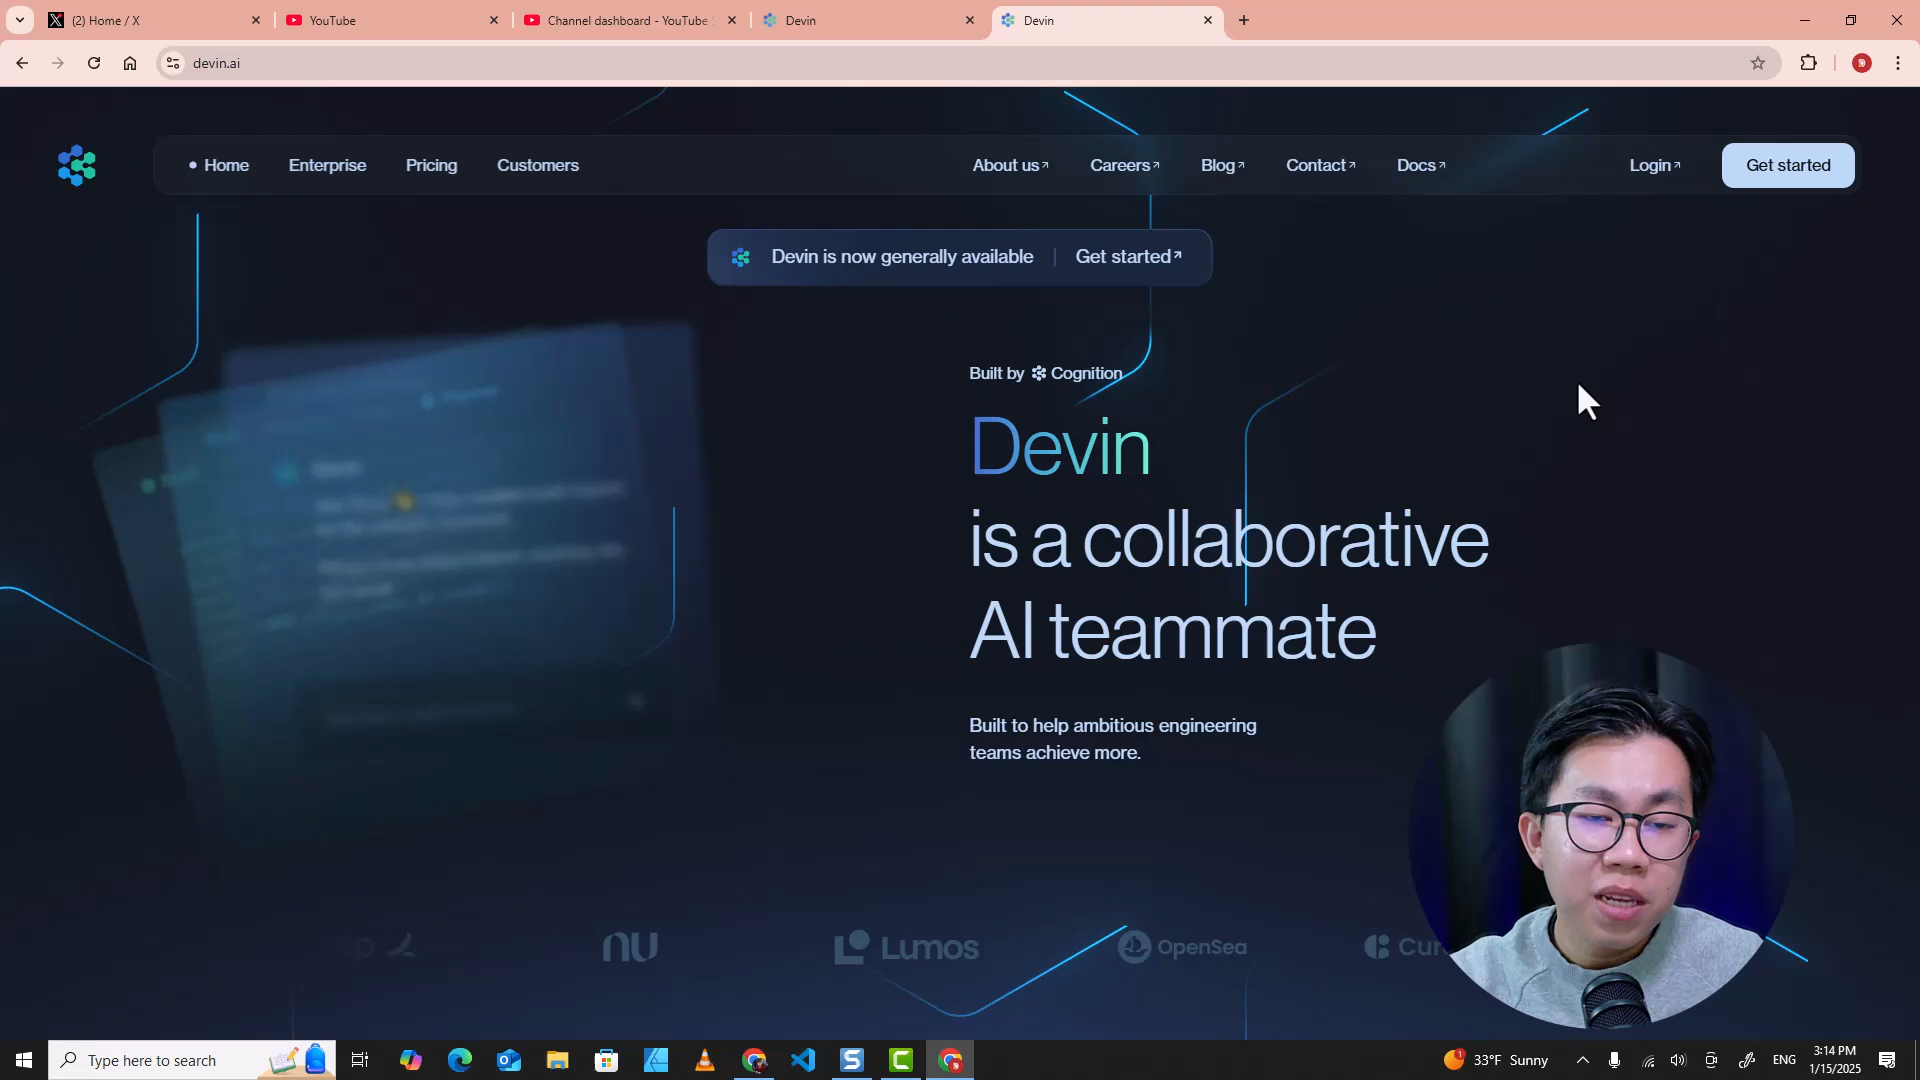 (2) Home / X
YouTube
Channel dashboard - YouTube
Devin
Devin
devin.ai
Home
Enterprise
Pricing
Customers
About us
Careers
Blog
Contact
Docs
Login
Get started
Devin is now generally available
Get started
Built by Cognition
Devin
is a collaborative
AI teammate
Built to help ambitious engineering
teams achieve more.
nu
Lumos
OpenSea
Type here to search
33°F Sunny
ENG
3:14 PM
1/15/2025